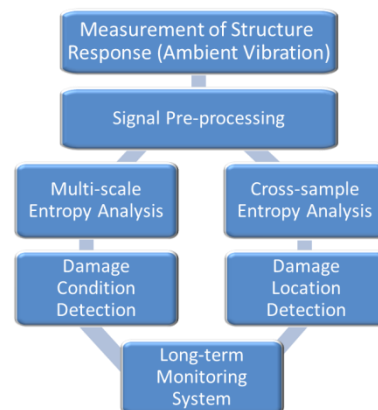 Measurement of Structure
Response (Ambient Vibration)
Signal Pre-processing
Multi-scale
Entropy Analysis
Cross-sample
Entropy Analysis
Damage
Condition
Detection
Damage
Location
Detection
Long-term
Monitoring
System